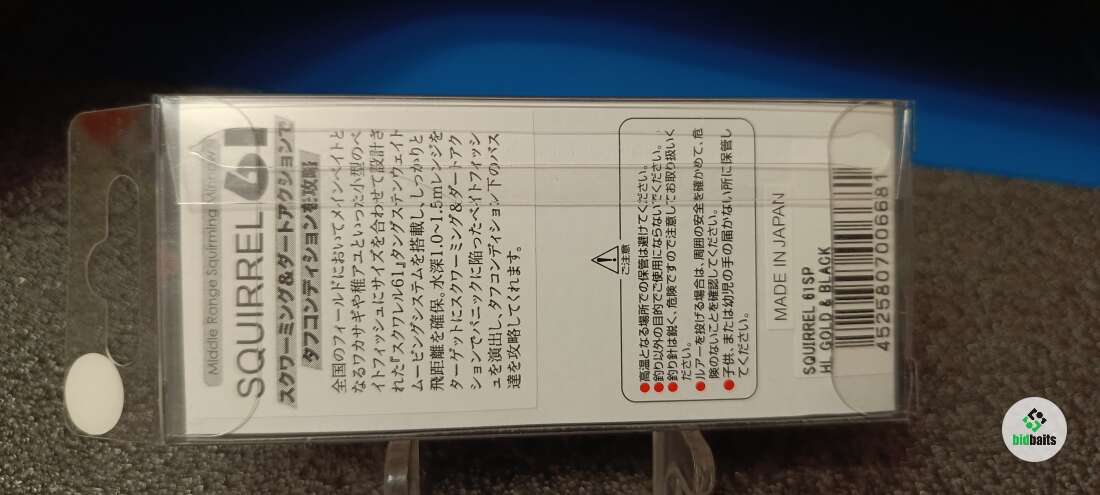 Middle Range Squirming Minnow
SQUIRREL 61
スクワーミング&ダートアクションで
タフコンディションを攻略
全国のフィールドにおいてメインベイトと
なるワカサギや稚アユといった小型のベ
イトフィッシュにサイズを合わせて設計さ
れた『スクワレル61』タングステンウェイト
ムービングシステムを搭載し、しっかりと
飛距離を確保。水深1.0～1.5mレンジを
ターゲットにスクワーミング&ダートアク
ションでパニックに陥ったベイトフィッシ
ュを演出し、タフコンディション下のバス
達を攻略してくれます。
ご注意
●高温となる場所での保管は避けてください。
●釣り以外の目的でご使用にならないでください。
●釣り針は鋭く、危険ですので注意してお取り扱いく
ださい。
●ルアーを投げる場合は、周囲の安全を確かめて、危
険のないことを確認してください。
●子供、または幼児の手の届かない所に保管し
てください。
MADE IN JAPAN
SQUIRREL 61SP
HL GOLD & BLACK
4525807006681
bidbaits